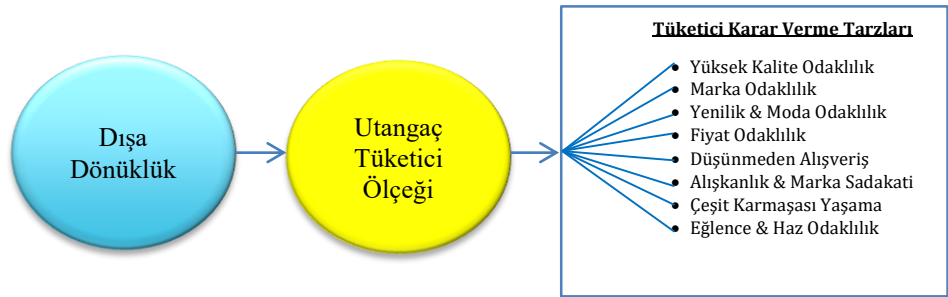 Dışa
Dönüklük
Utangaç
Tüketici
Ölçeği
Tüketici Karar Verme Tarzları
• Yüksek Kalite Odaklılık
• Marka Odaklılık
• Yenilik & Moda Odaklılık
• Fiyat Odaklılık
• Düşünmeden Alışveriş
• Alışkanlık & Marka Sadakati
• Çeşit Karmaşası Yaşama
• Eğlence & Haz Odaklılık